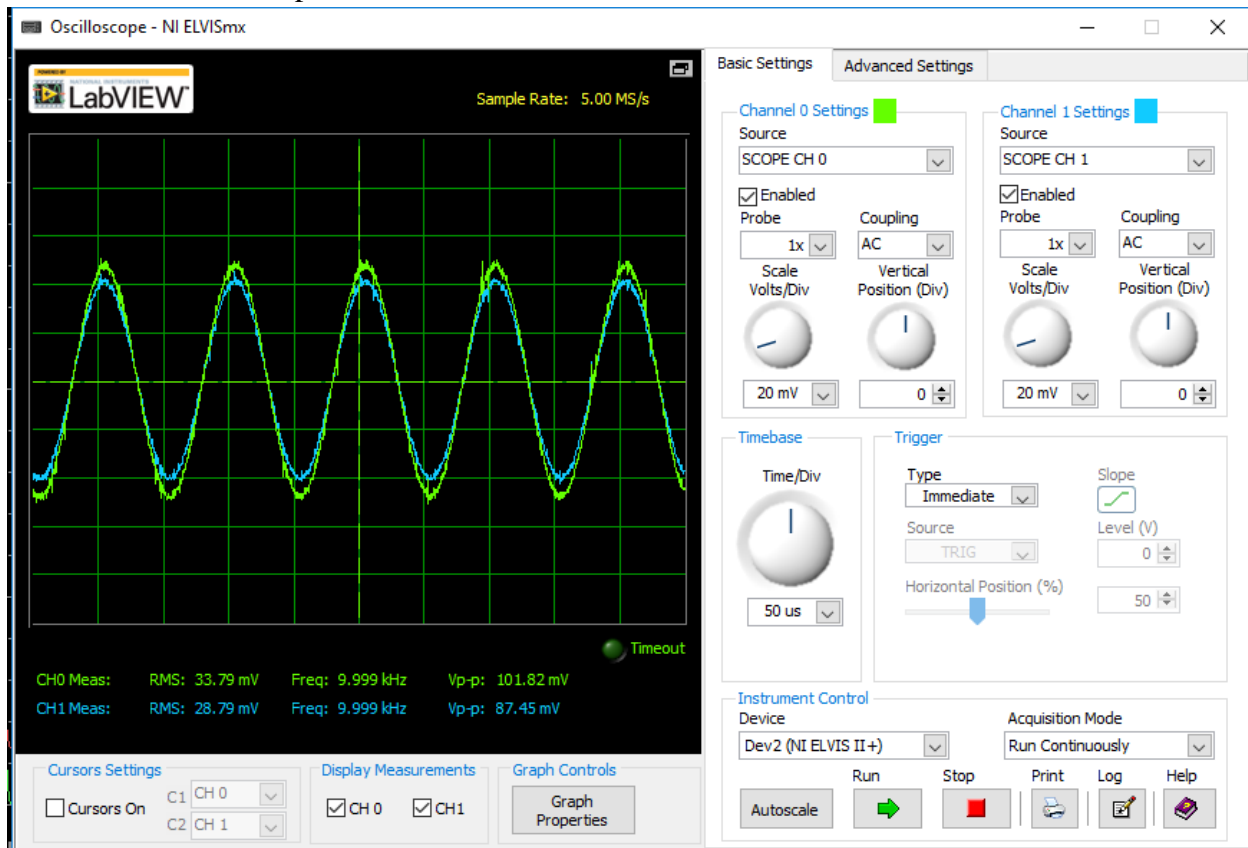 Oscilloscope - NI ELVISmx
LabVIEW
Sample Rate: 5.00 MS/s
Timeout
CH0 Meas: RMS: 33.79 mV Freq: 9.999 kHz Vp-p: 101.82 mV
CH1 Meas: RMS: 28.79 mV Freq: 9.999 kHz Vp-p: 87.45 mV
Cursors Settings
Cursors On
C1 CH 0
C2 CH 1
Display Measurements
CH 0 CH1
Graph Controls
Graph
Properties
Basic Settings Advanced Settings
Channel 0 Settings
Source
SCOPE CH 0
Enabled
Probe Coupling
1x AC
Scale Vertical
Volts/Div Position (Div)
20 mV 0
Channel 1 Settings
Source
SCOPE CH 1
Enabled
Probe Coupling
1x AC
Scale Vertical
Volts/Div Position (Div)
20 mV 0
Timebase
Time/Div
50 us
Trigger
Type Slope
Immediate
Source Level (V)
TRIG 0
Horizontal Position (%)
50
Instrument Control
Device Acquisition Mode
Dev2 (NI ELVIS II+) Run Continuously
Run Stop Print Log Help
Autoscale